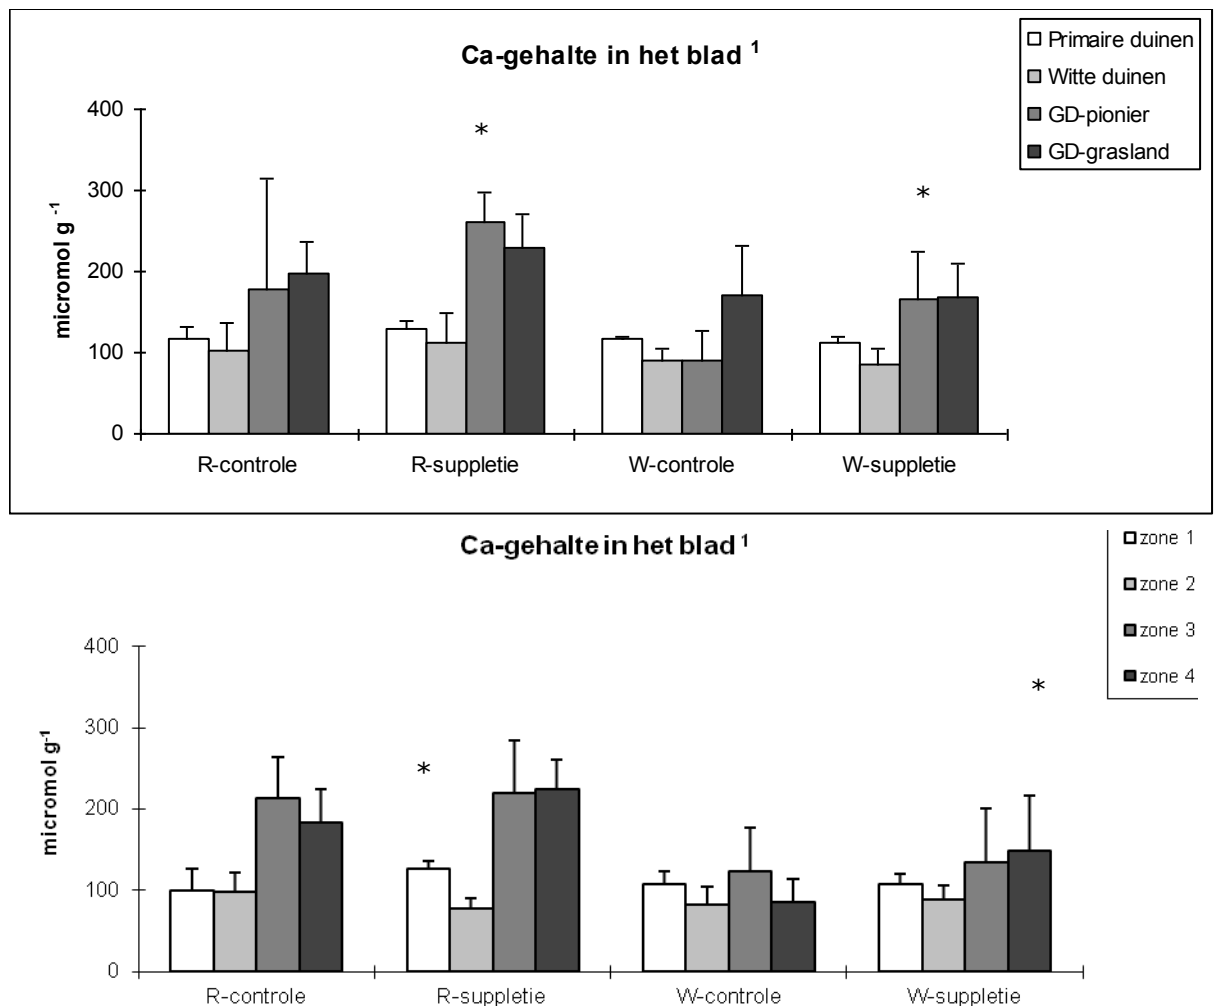 Ca-gehalte in het blad ¹
Primaire duinen
Witte duinen
GD-pionier
GD-grasland
micromol g ⁻¹
400
300
200
100
0
*
*
R-controle R-suppletie W-controle W-suppletie
Ca-gehalte in het blad ¹
zone 1
zone 2
zone 3
zone 4
micromol g⁻¹
400
300
200
100
0
*
*
R-controle R-suppletie W-controle W-suppletie